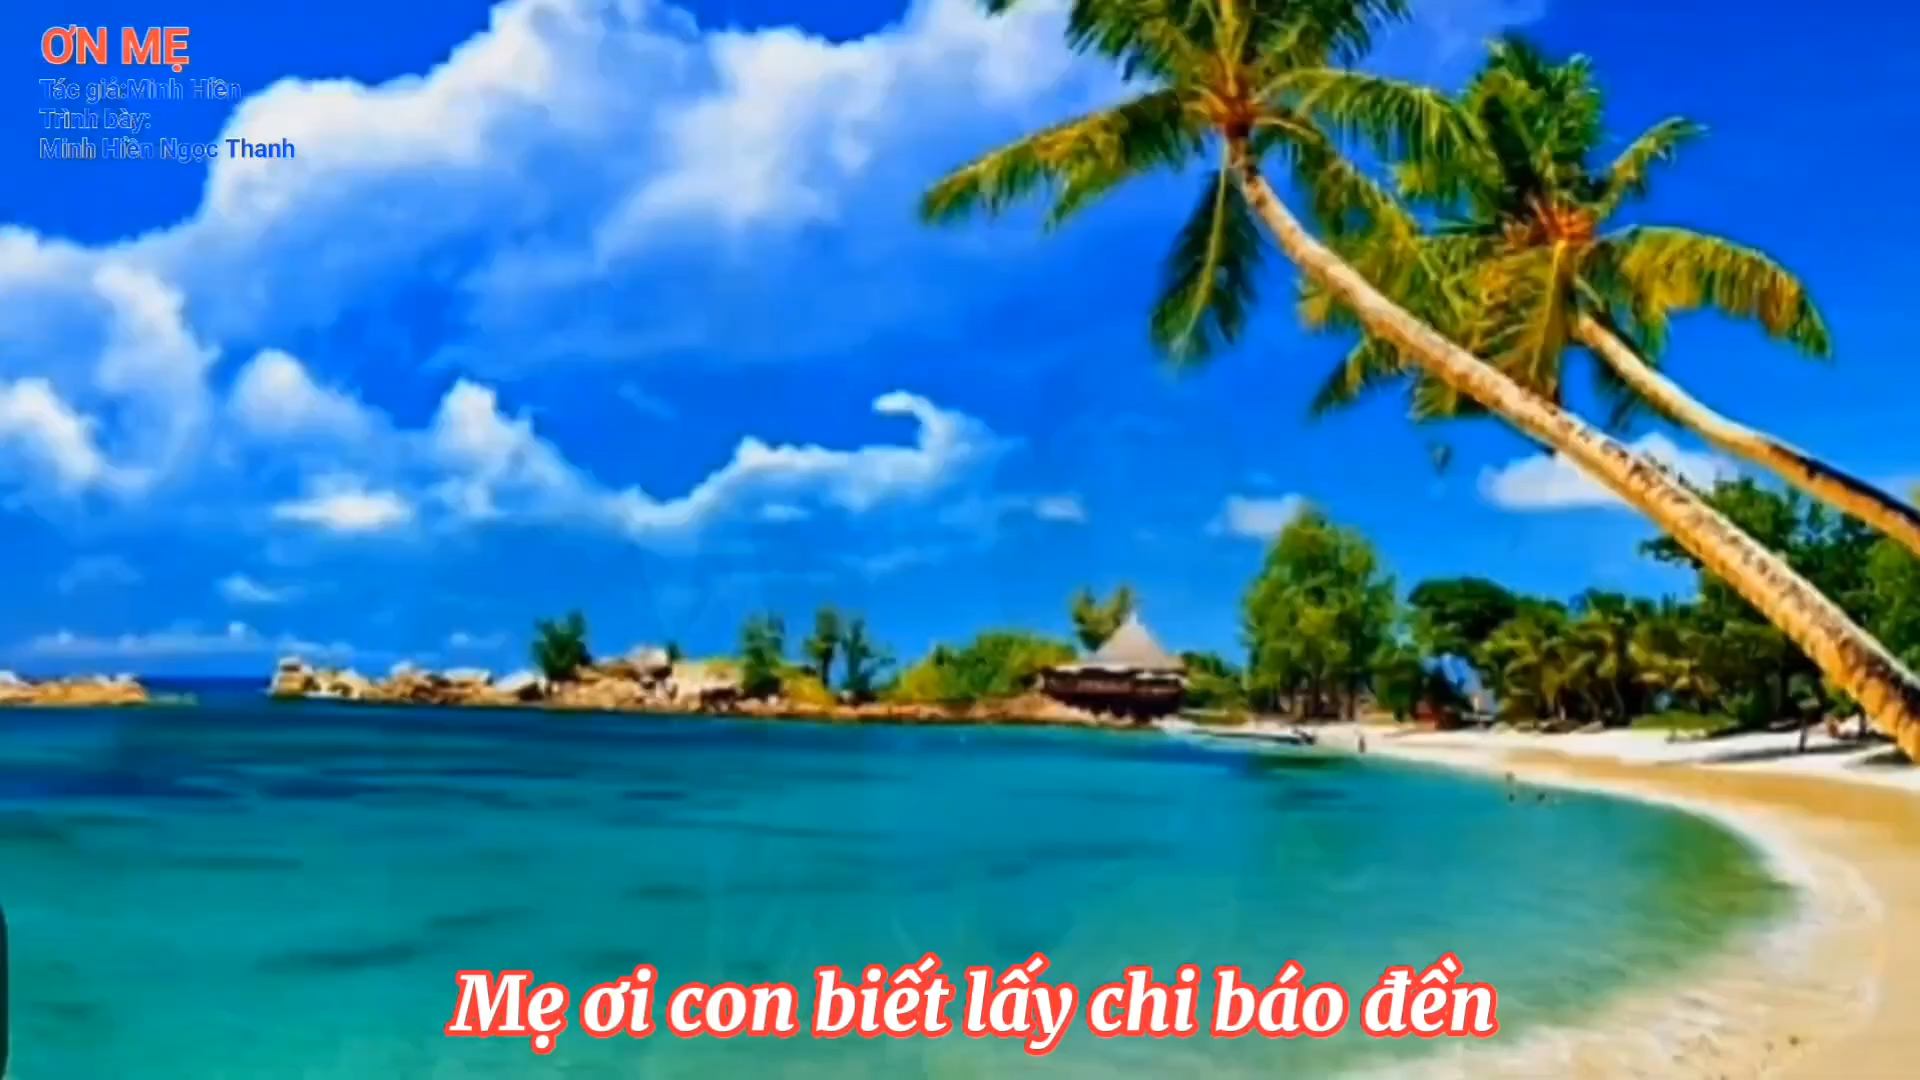 ƠN MẸ
Tác giả:Minh Hiền
Trình bày:
Minh Hiền Ngọc Thanh
Mẹ ơi con biết lấy chi báo đền